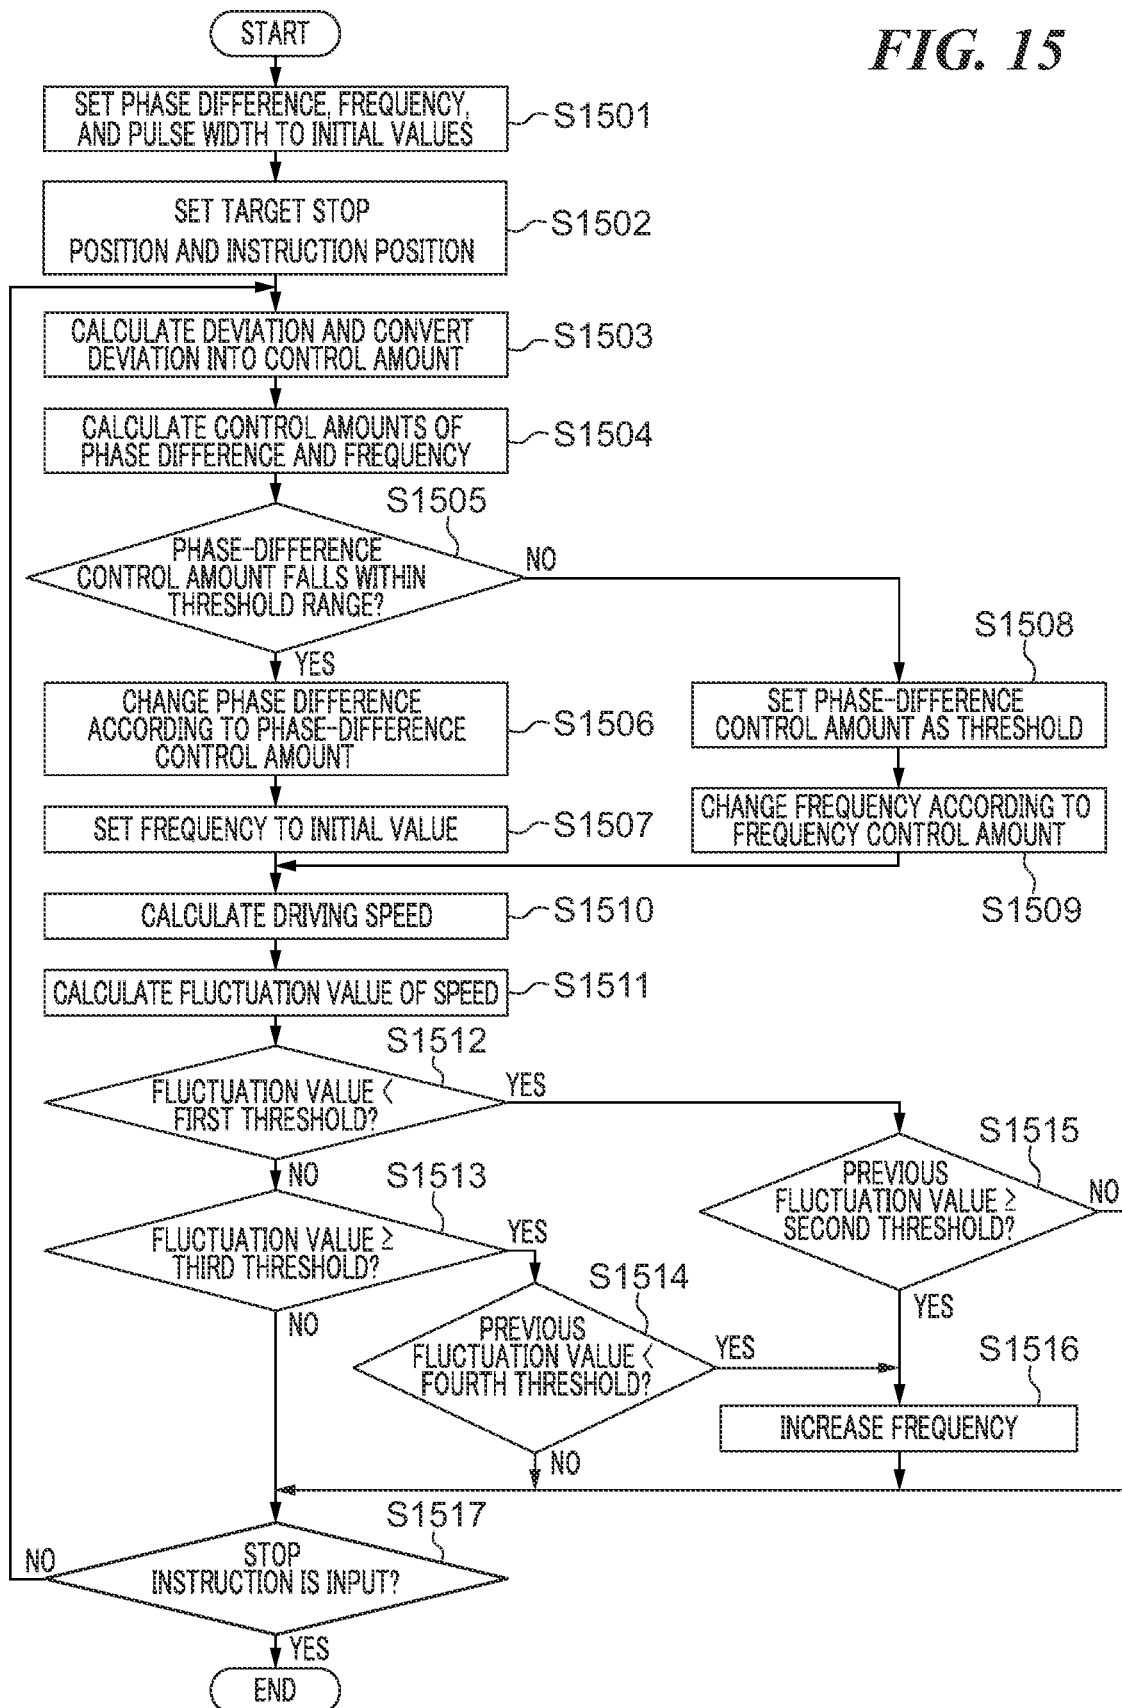 FIG. 15
START
SET PHASE DIFFERENCE, FREQUENCY,
AND PULSE WIDTH TO INITIAL VALUES
S1501
SET TARGET STOP
POSITION AND INSTRUCTION POSITION
S1502
CALCULATE DEVIATION AND CONVERT
DEVIATION INTO CONTROL AMOUNT
S1503
CALCULATE CONTROL AMOUNTS OF
PHASE DIFFERENCE AND FREQUENCY
S1504
S1505
PHASE-DIFFERENCE
CONTROL AMOUNT FALLS WITHIN
THRESHOLD RANGE?
NO
YES
CHANGE PHASE DIFFERENCE
ACCORDING TO PHASE-DIFFERENCE
CONTROL AMOUNT
S1506
SET FREQUENCY TO INITIAL VALUE
S1507
S1508
SET PHASE-DIFFERENCE
CONTROL AMOUNT AS THRESHOLD
CHANGE FREQUENCY ACCORDING TO
FREQUENCY CONTROL AMOUNT
S1509
CALCULATE DRIVING SPEED
S1510
CALCULATE FLUCTUATION VALUE OF SPEED
S1511
S1512
FLUCTUATION VALUE <
FIRST THRESHOLD?
YES
NO
S1513
FLUCTUATION VALUE ≥
THIRD THRESHOLD?
YES
NO
S1514
PREVIOUS
FLUCTUATION VALUE <
FOURTH THRESHOLD?
YES
NO
S1515
PREVIOUS
FLUCTUATION VALUE ≥
SECOND THRESHOLD?
NO
YES
S1516
INCREASE FREQUENCY
S1517
STOP
INSTRUCTION IS INPUT?
NO
YES
END